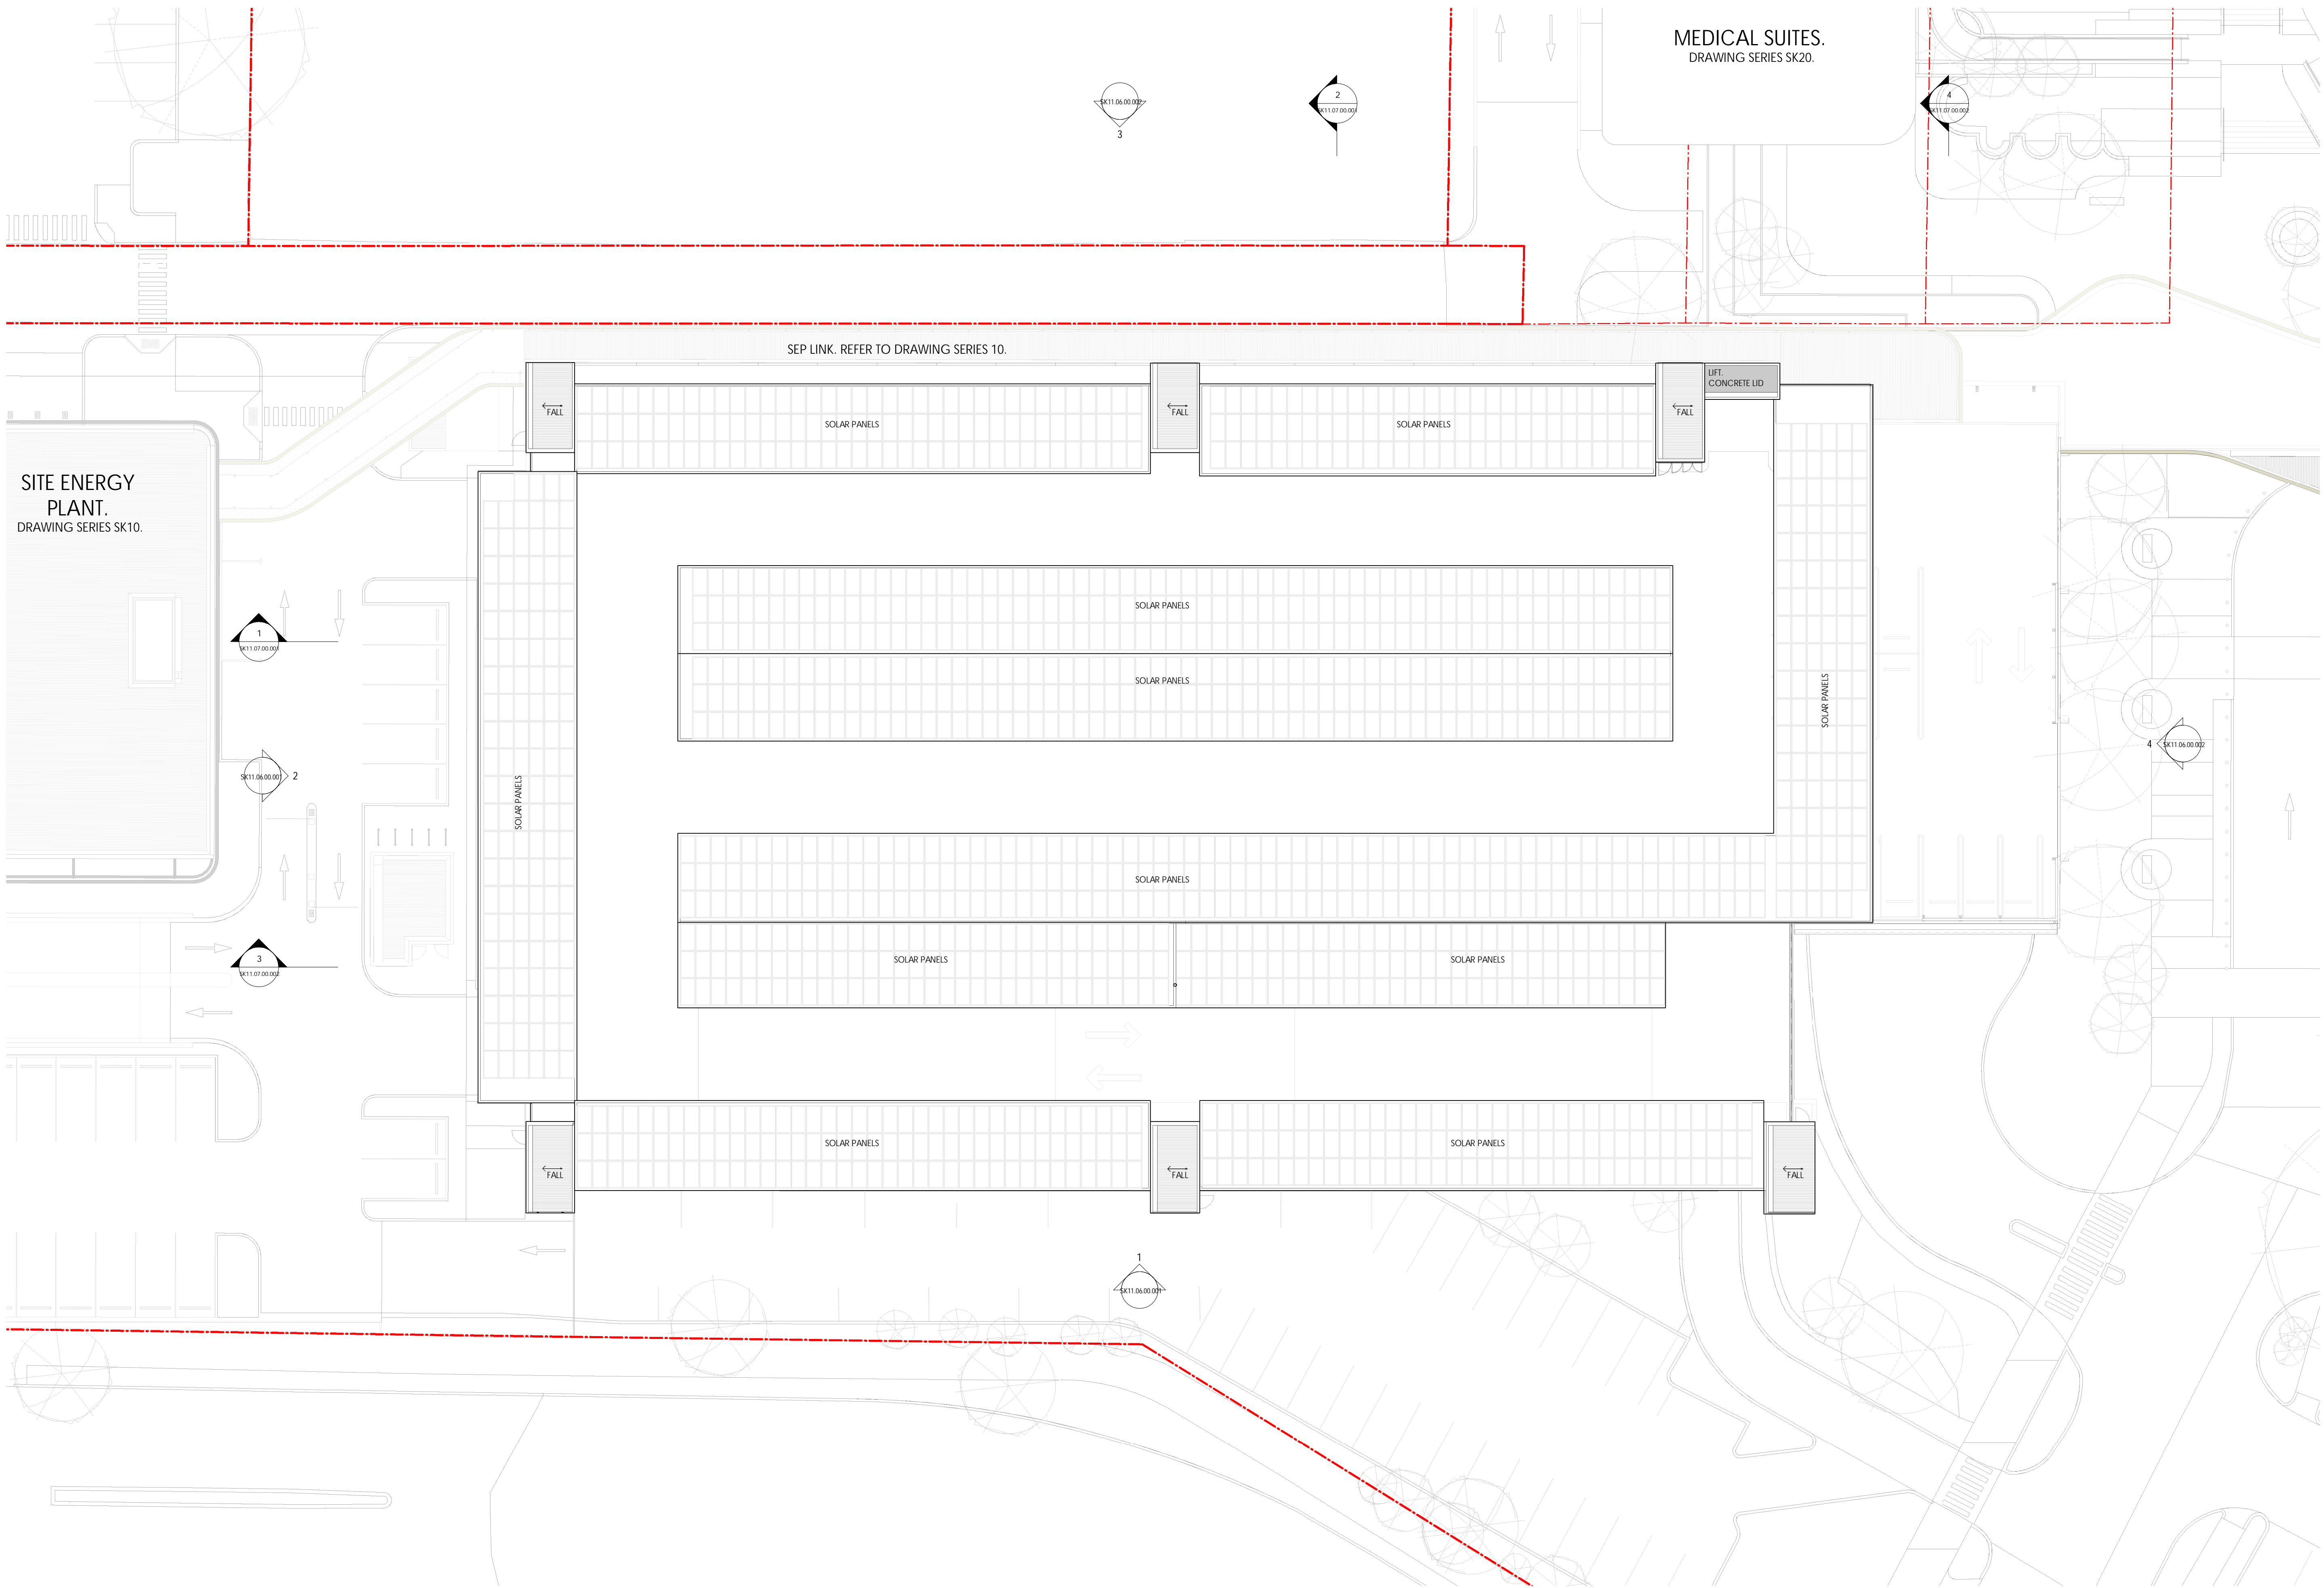 MEDICAL SUITES.
DRAWING SERIES SK20.
SK11.06.00.002
3
2
SK11.07.00.001
4
SK11.07.00.002
SEP LINK. REFER TO DRAWING SERIES 10.
LIFT.
CONCRETE LID
FALL
FALL
FALL
SOLAR PANELS
SOLAR PANELS
SITE ENERGY
PLANT.
DRAWING SERIES SK10.
SOLAR PANELS
1
SK11.07.00.001
SOLAR PANELS
SOLAR PANELS
4
SK11.06.00.002
SK11.06.00.001
2
SOLAR PANELS
SOLAR PANELS
3
SK11.07.00.002
SOLAR PANELS
SOLAR PANELS
SOLAR PANELS
SOLAR PANELS
FALL
FALL
FALL
1
SK11.06.00.001